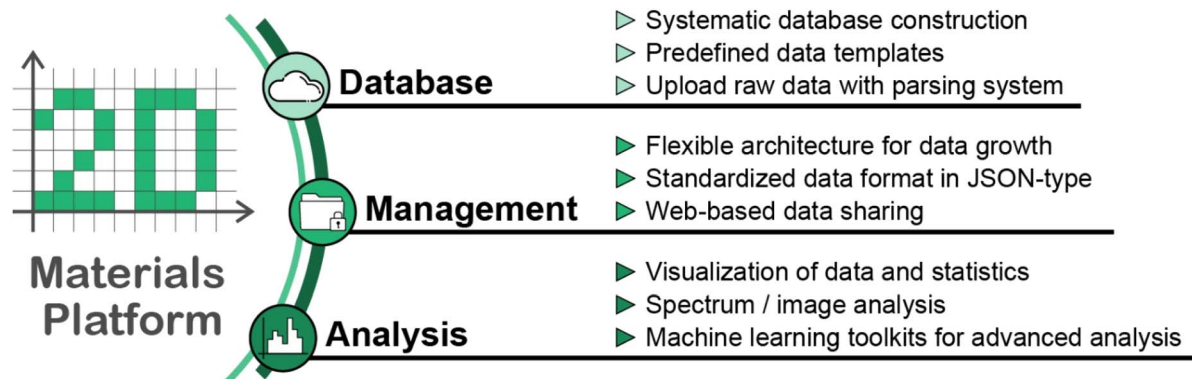 2D
Materials
Platform
Database
Systematic database construction
Predefined data templates
Upload raw data with parsing system
Management
Flexible architecture for data growth
Standardized data format in JSON-type
Web-based data sharing
Analysis
Visualization of data and statistics
Spectrum / image analysis
Machine learning toolkits for advanced analysis